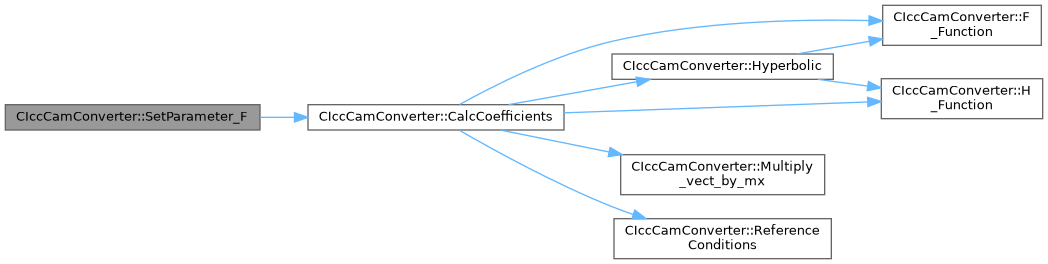 CIccCamConverter::SetParameter_F
CIccCamConverter::CalcCoefficients
CIccCamConverter::F
_Function
CIccCamConverter::Hyperbolic
CIccCamConverter::H
_Function
CIccCamConverter::Multiply
_vect_by_mx
CIccCamConverter::Reference
Conditions